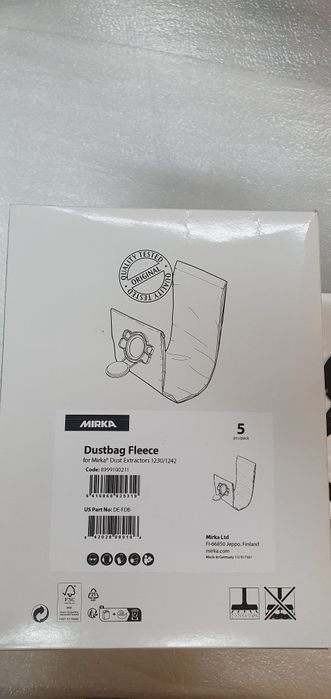 QUALITY TESTED
ORIGINAL
QUALITY TESTED
MIRKA
5
pcs/pack
Dustbag Fleece
for Mirka® Dust Extractors 1230/1242
Code: 8999100211
US Part No: DE-FDB
Mirka Ltd
FI-66850 Jeppo, Finland
mirka.com
Made in Germany
FSC